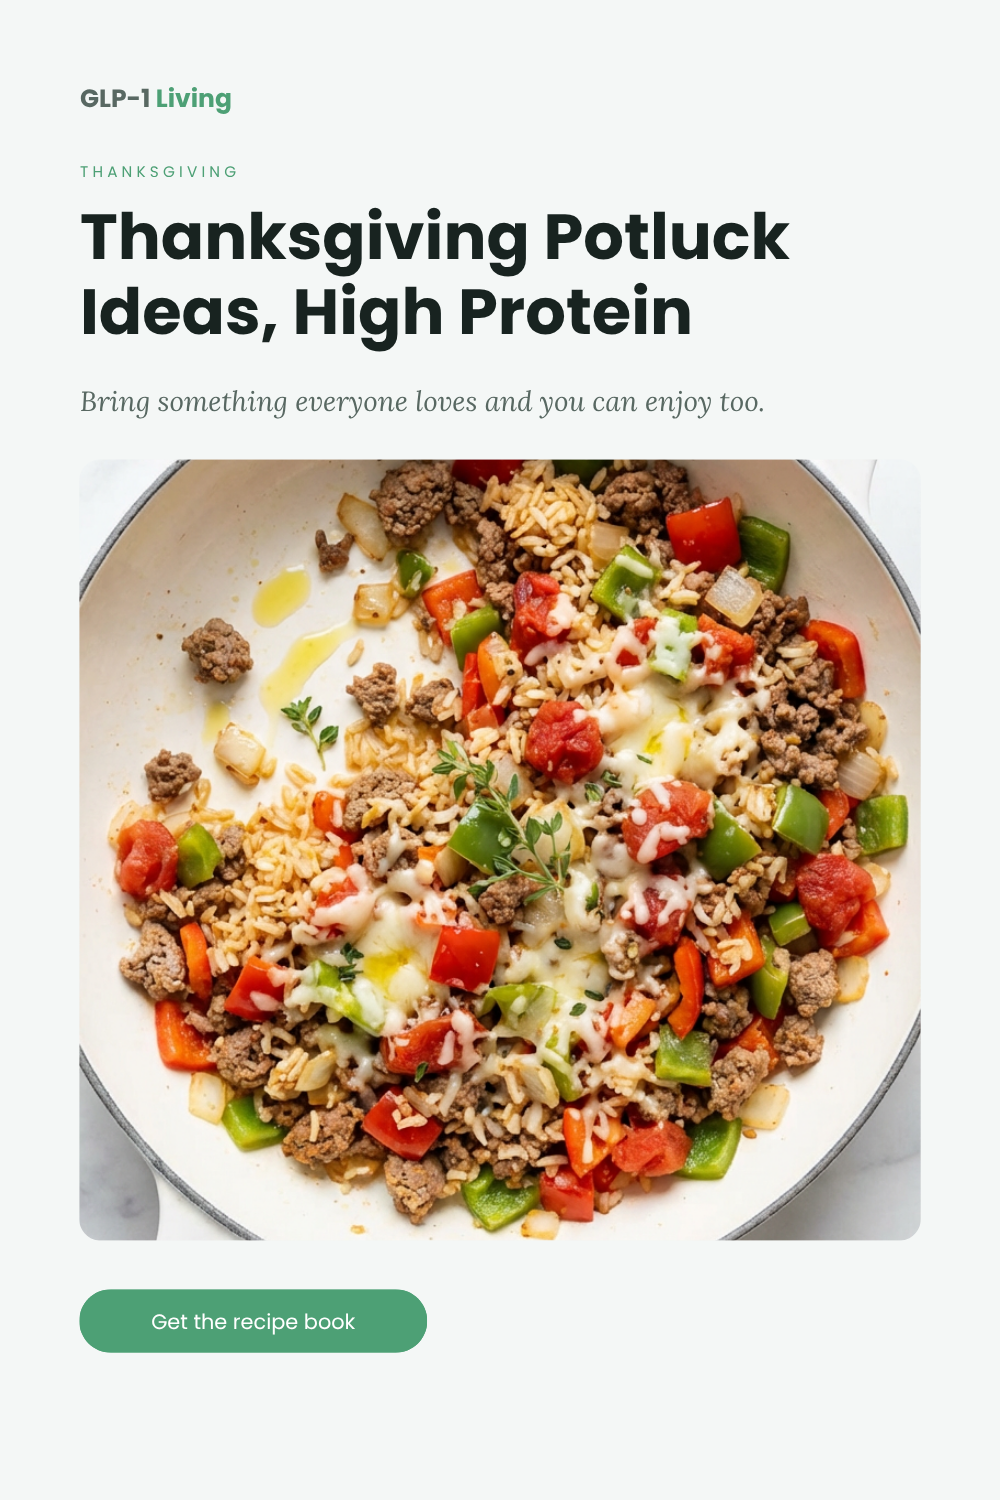 GLP-1 Living
THANKSGIVING
Thanksgiving Potluck
Ideas, High Protein
Bring something everyone loves and you can enjoy too.
Get the recipe book